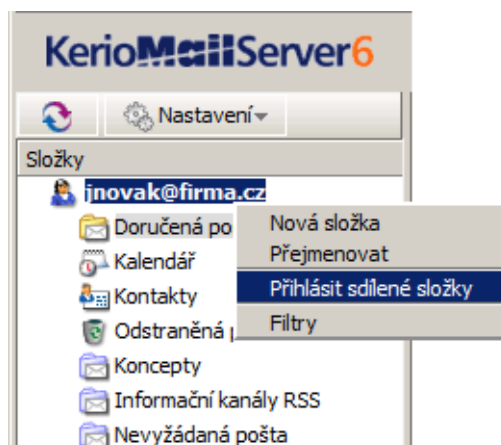 KerioMailServer6
Nastavení
Složky
jnovak@firma.cz
Doručená po
Nová složka
Přejmenovat
Kalendář
Přihlásit sdílené složky
Kontakty
Filtry
Odstraněná
Koncepty
Informační kanály RSS
Nevyžádaná pošta